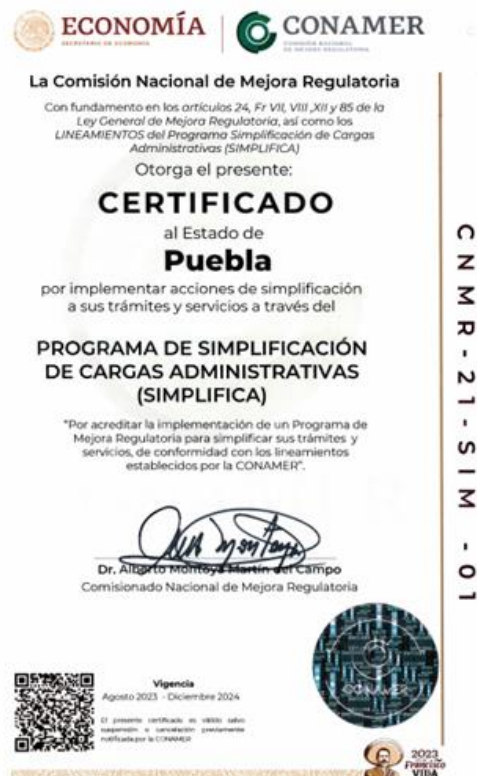 ECONOMÍA
SECRETARÍA DE ECONOMÍA
CONAMER
COMISIÓN NACIONAL
DE MEJORA REGULATORIA
La Comisión Nacional de Mejora Regulatoria
Con fundamento en los artículos 24, Fr VII, VIII ,XII y 85 de la
Ley General de Mejora Regulatoria, así como los
LINEAMIENTOS del Programa Simplificación de Cargas
Administrativas (SIMPLIFICA)
Otorga el presente:
CERTIFICADO
al Estado de
Puebla
por implementar acciones de simplificación
a sus trámites y servicios a través del
PROGRAMA DE SIMPLIFICACIÓN
DE CARGAS ADMINISTRATIVAS
(SIMPLIFICA)
"Por acreditar la implementación de un Programa de
Mejora Regulatoria para simplificar sus trámites y
servicios, de conformidad con los lineamientos
establecidos por la CONAMER".
Dr. Alberto Montoya Martín del Campo
Comisionado Nacional de Mejora Regulatoria
CNMR-21-SIM-01
CONAMER
Vigencia
Agosto 2023 - Diciembre 2024
El presente certificado es válido salvo
suspensión o cancelación previamente
notificada por la CONAMER
2023
Francisco
VILLA